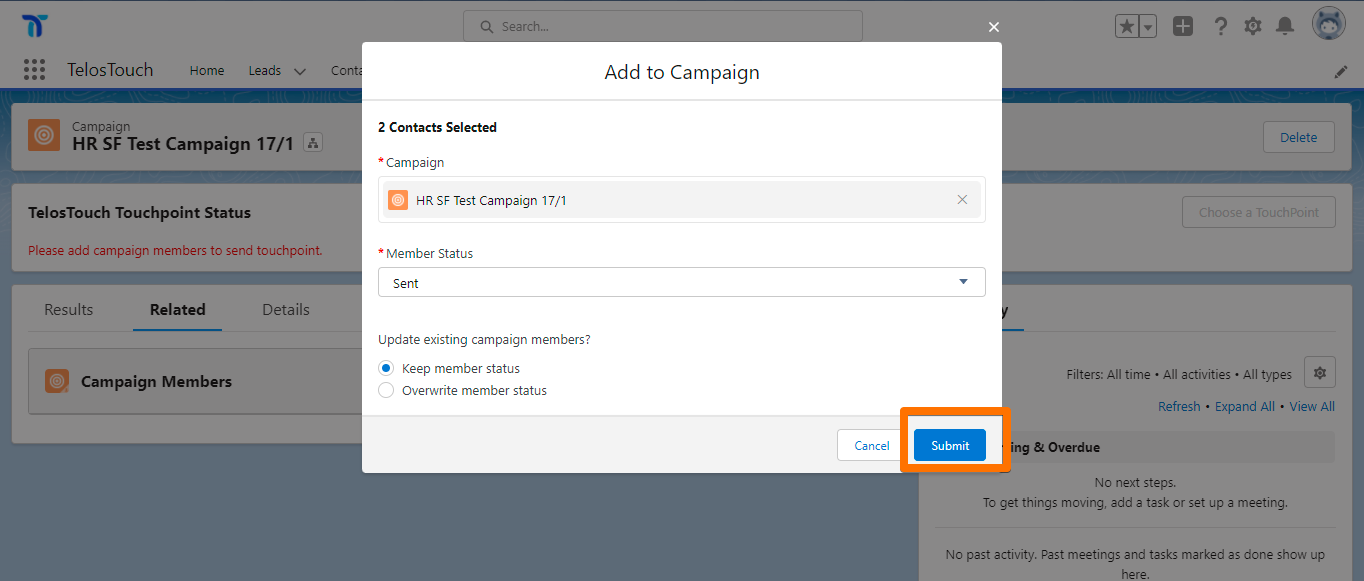 Search...
TelosTouch
Home
Leads
Conta
Add to Campaign
Campaign
HR SF Test Campaign 17/1
Delete
2 Contacts Selected
*Campaign
HR SF Test Campaign 17/1
TelosTouch Touchpoint Status
Please add campaign members to send touchpoint.
Choose a TouchPoint
*Member Status
Sent
Results
Related
Details
y
Update existing campaign members?
Keep member status
Overwrite member status
Campaign Members
Filters: All time • All activities • All types
Refresh • Expand All • View All
Cancel
Submit
ing & Overdue
No next steps.
To get things moving, add a task or set up a meeting.
No past activity. Past meetings and tasks marked as done show up
here.